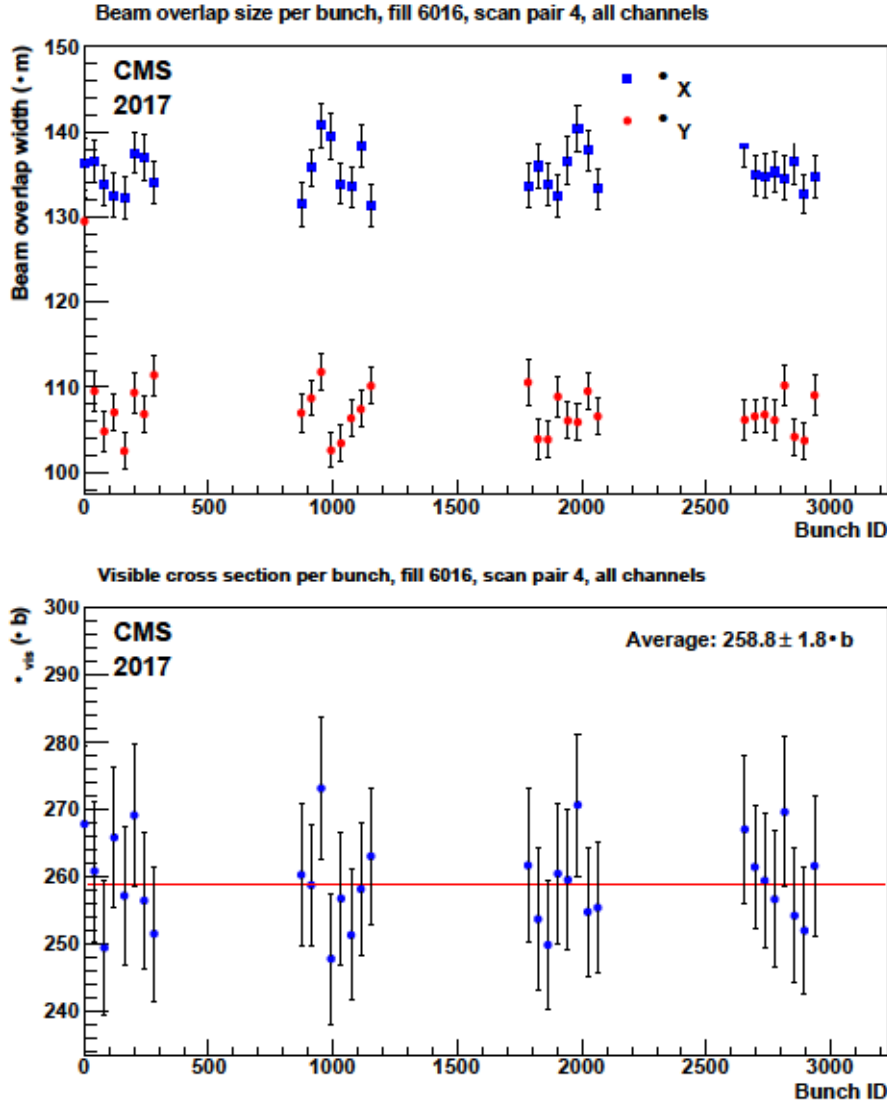 Beam overlap size per bunch, fill 6016, scan pair 4, all channels
Beam overlap width (•m)
150
140
130
120
110
100
CMS
2017
• X
• Y
0 500 1000 1500 2000 2500 3000
Bunch ID
Visible cross section per bunch, fill 6016, scan pair 4, all channels
• vis (• b)
300
290
280
270
260
250
240
CMS
2017
Average: 258.8 ± 1.8 • b
0 500 1000 1500 2000 2500 3000
Bunch ID